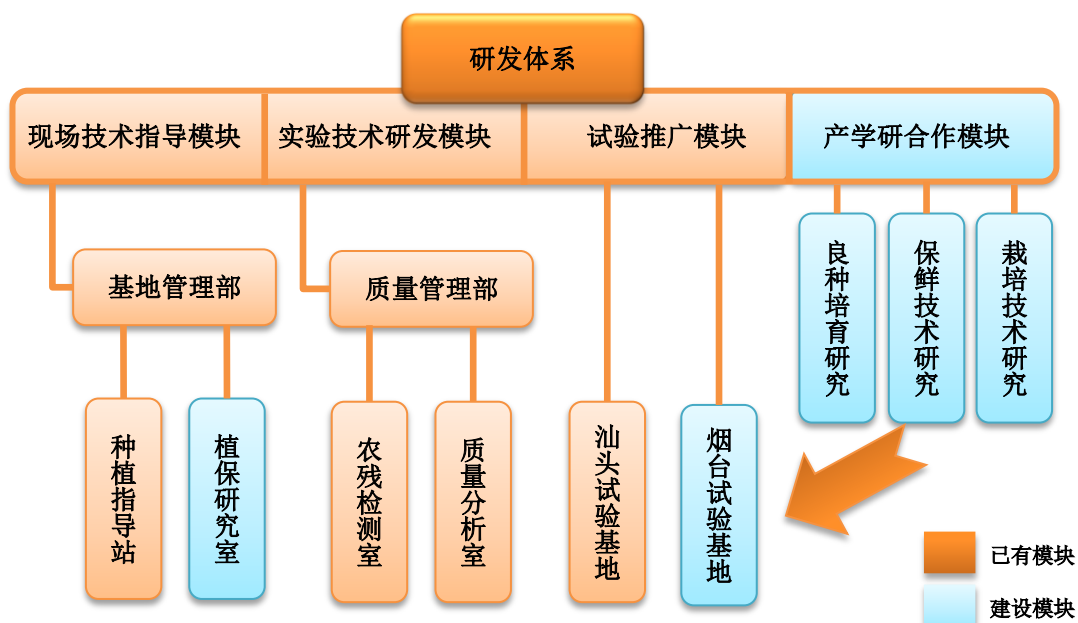 研发体系
现场技术指导模块
实验技术研发模块
试验推广模块
产学研合作模块
基地管理部
质量管理部
良种培育研究
保鲜技术研究
栽培技术研究
种植指导站
植保研究室
农残检测室
质量分析室
汕头试验基地
烟台试验基地
已有模块
建设模块